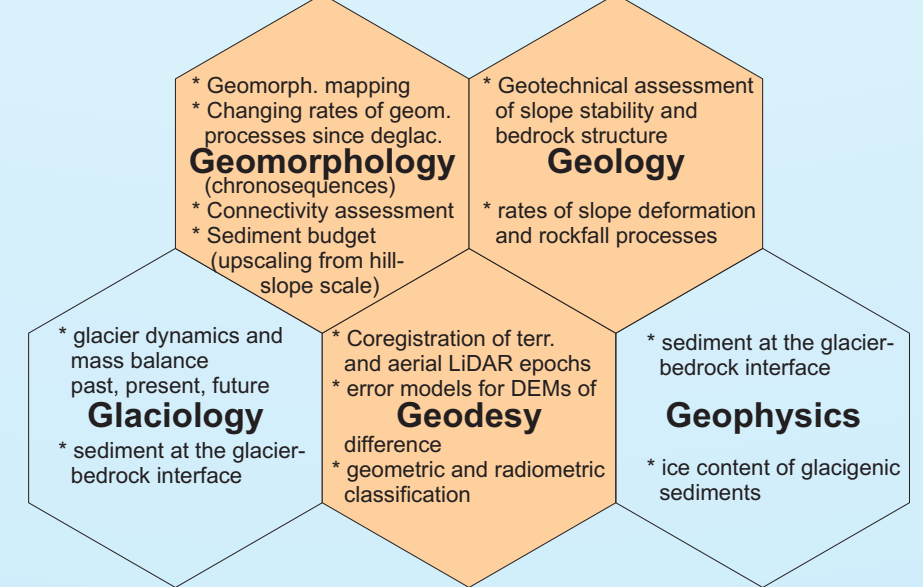 * Geomorph. mapping
* Changing rates of geom.
processes since deglac.
Geomorphology
(chronosequences)
* Connectivity assessment
* Sediment budget
(upscaling from hill-
slope scale)
* Geotechnical assessment
of slope stability and
bedrock structure
Geology
* rates of slope deformation
and rockfall processes
* glacier dynamics and
mass balance
past, present, future
Glaciology
* sediment at the glacier-
bedrock interface
* Coregistration of terr.
and aerial LiDAR epochs
* error models for DEMs of
Geodesy
difference
* geometric and radiometric
classification
* sediment at the glacier-
bedrock interface
Geophysics
* ice content of glacigenic
sediments